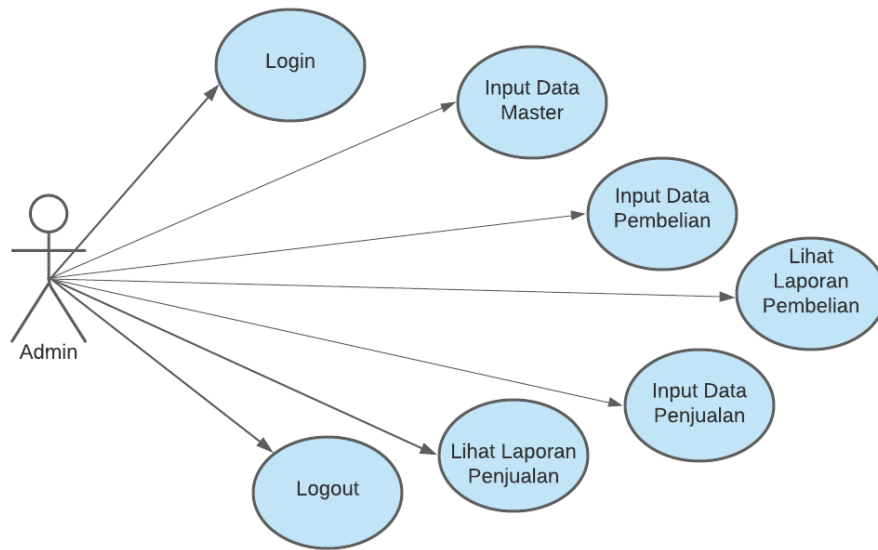 Login
Input Data
Master
Input Data
Pembelian
Lihat
Laporan
Pembelian
Admin
Input Data
Penjualan
Lihat Laporan
Penjualan
Logout